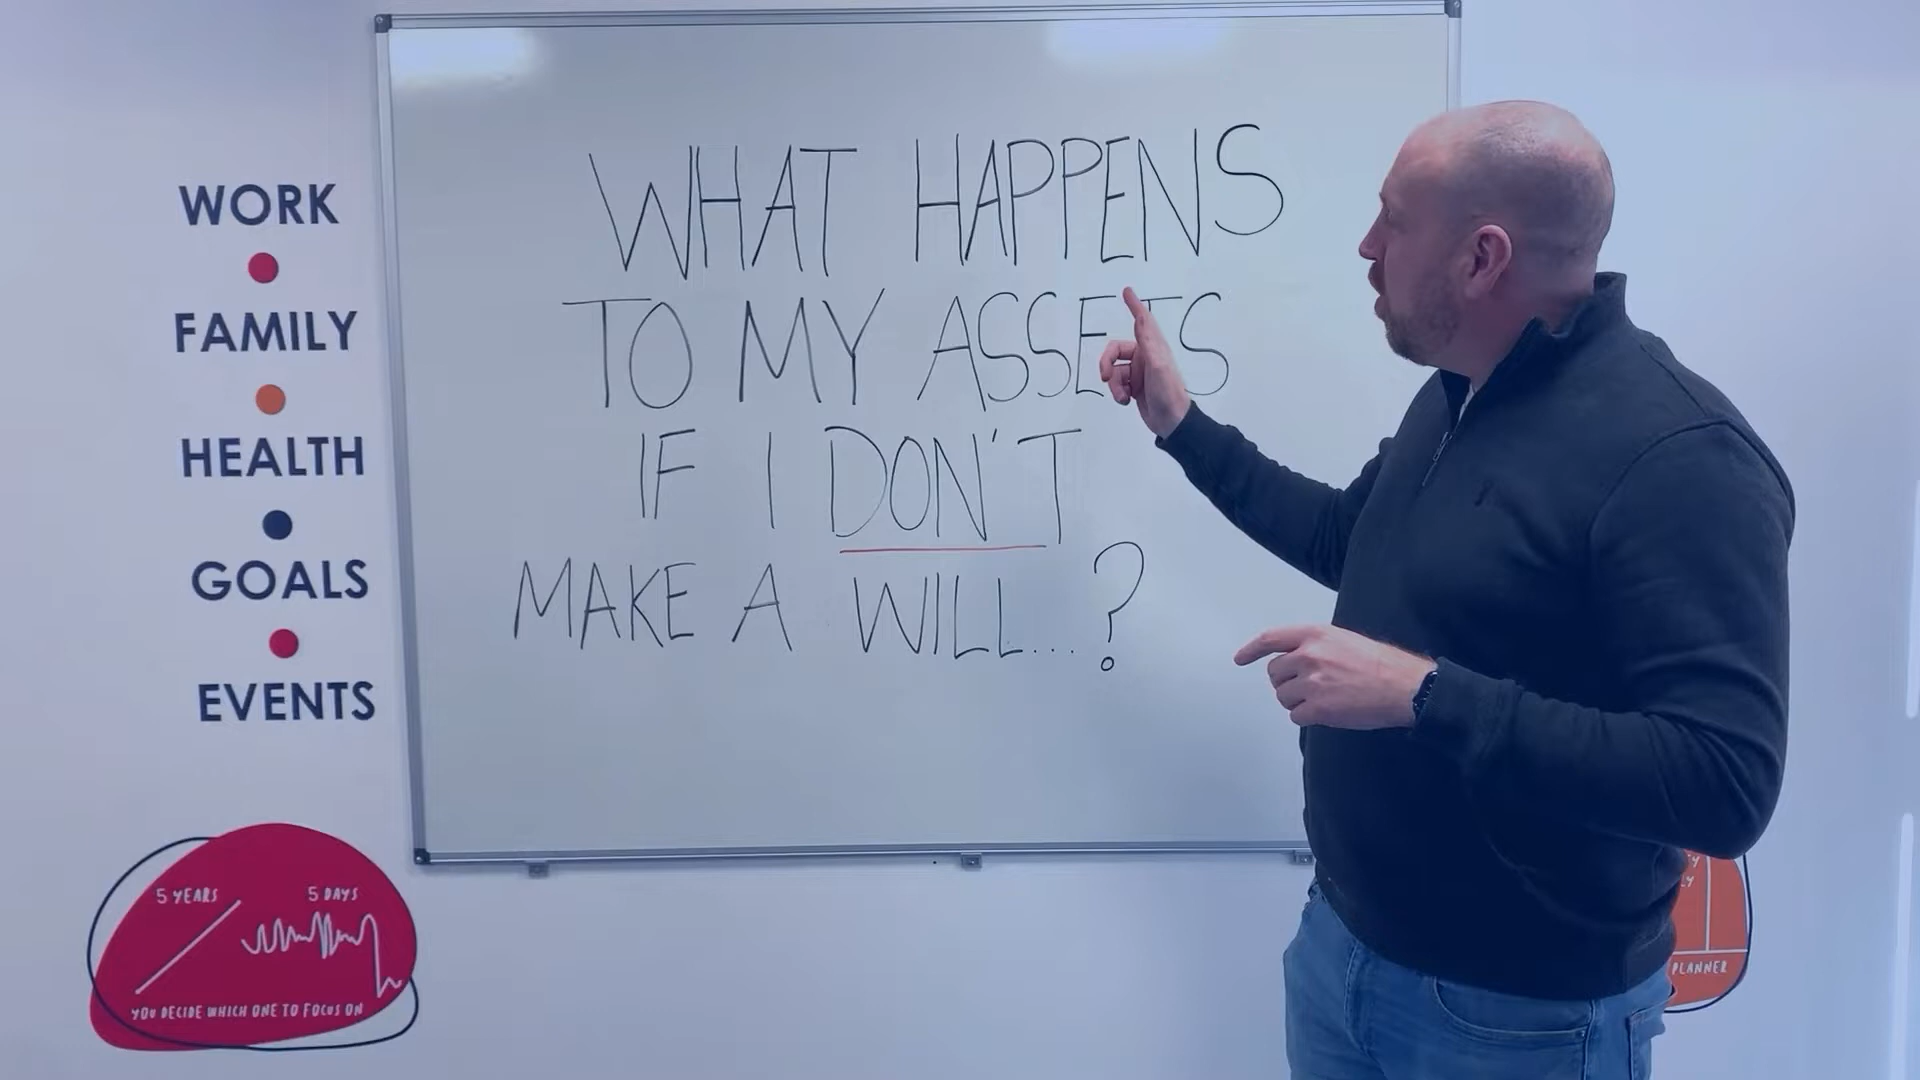 WORK
FAMILY
HEALTH
GOALS
EVENTS
WHAT HAPPENS
TO MY ASSETS
IF I DON'T
MAKE A WILL...?
5 YEARS
5 DAYS
YOU DECIDE WHICH ONE TO FOCUS ON
PLANNER